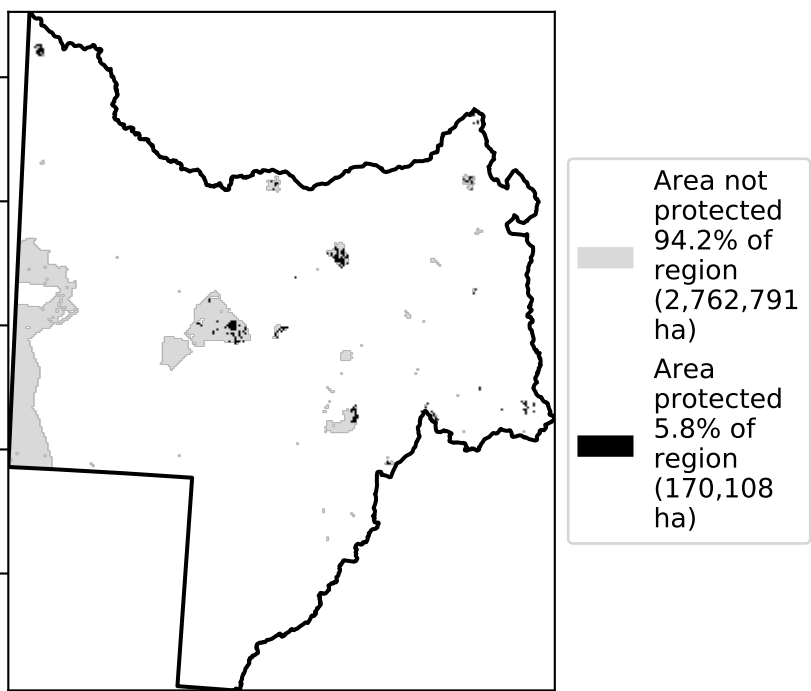 Area not
protected
94.2% of
region
(2,762,791
ha)
Area
protected
5.8% of
region
(170,108
ha)